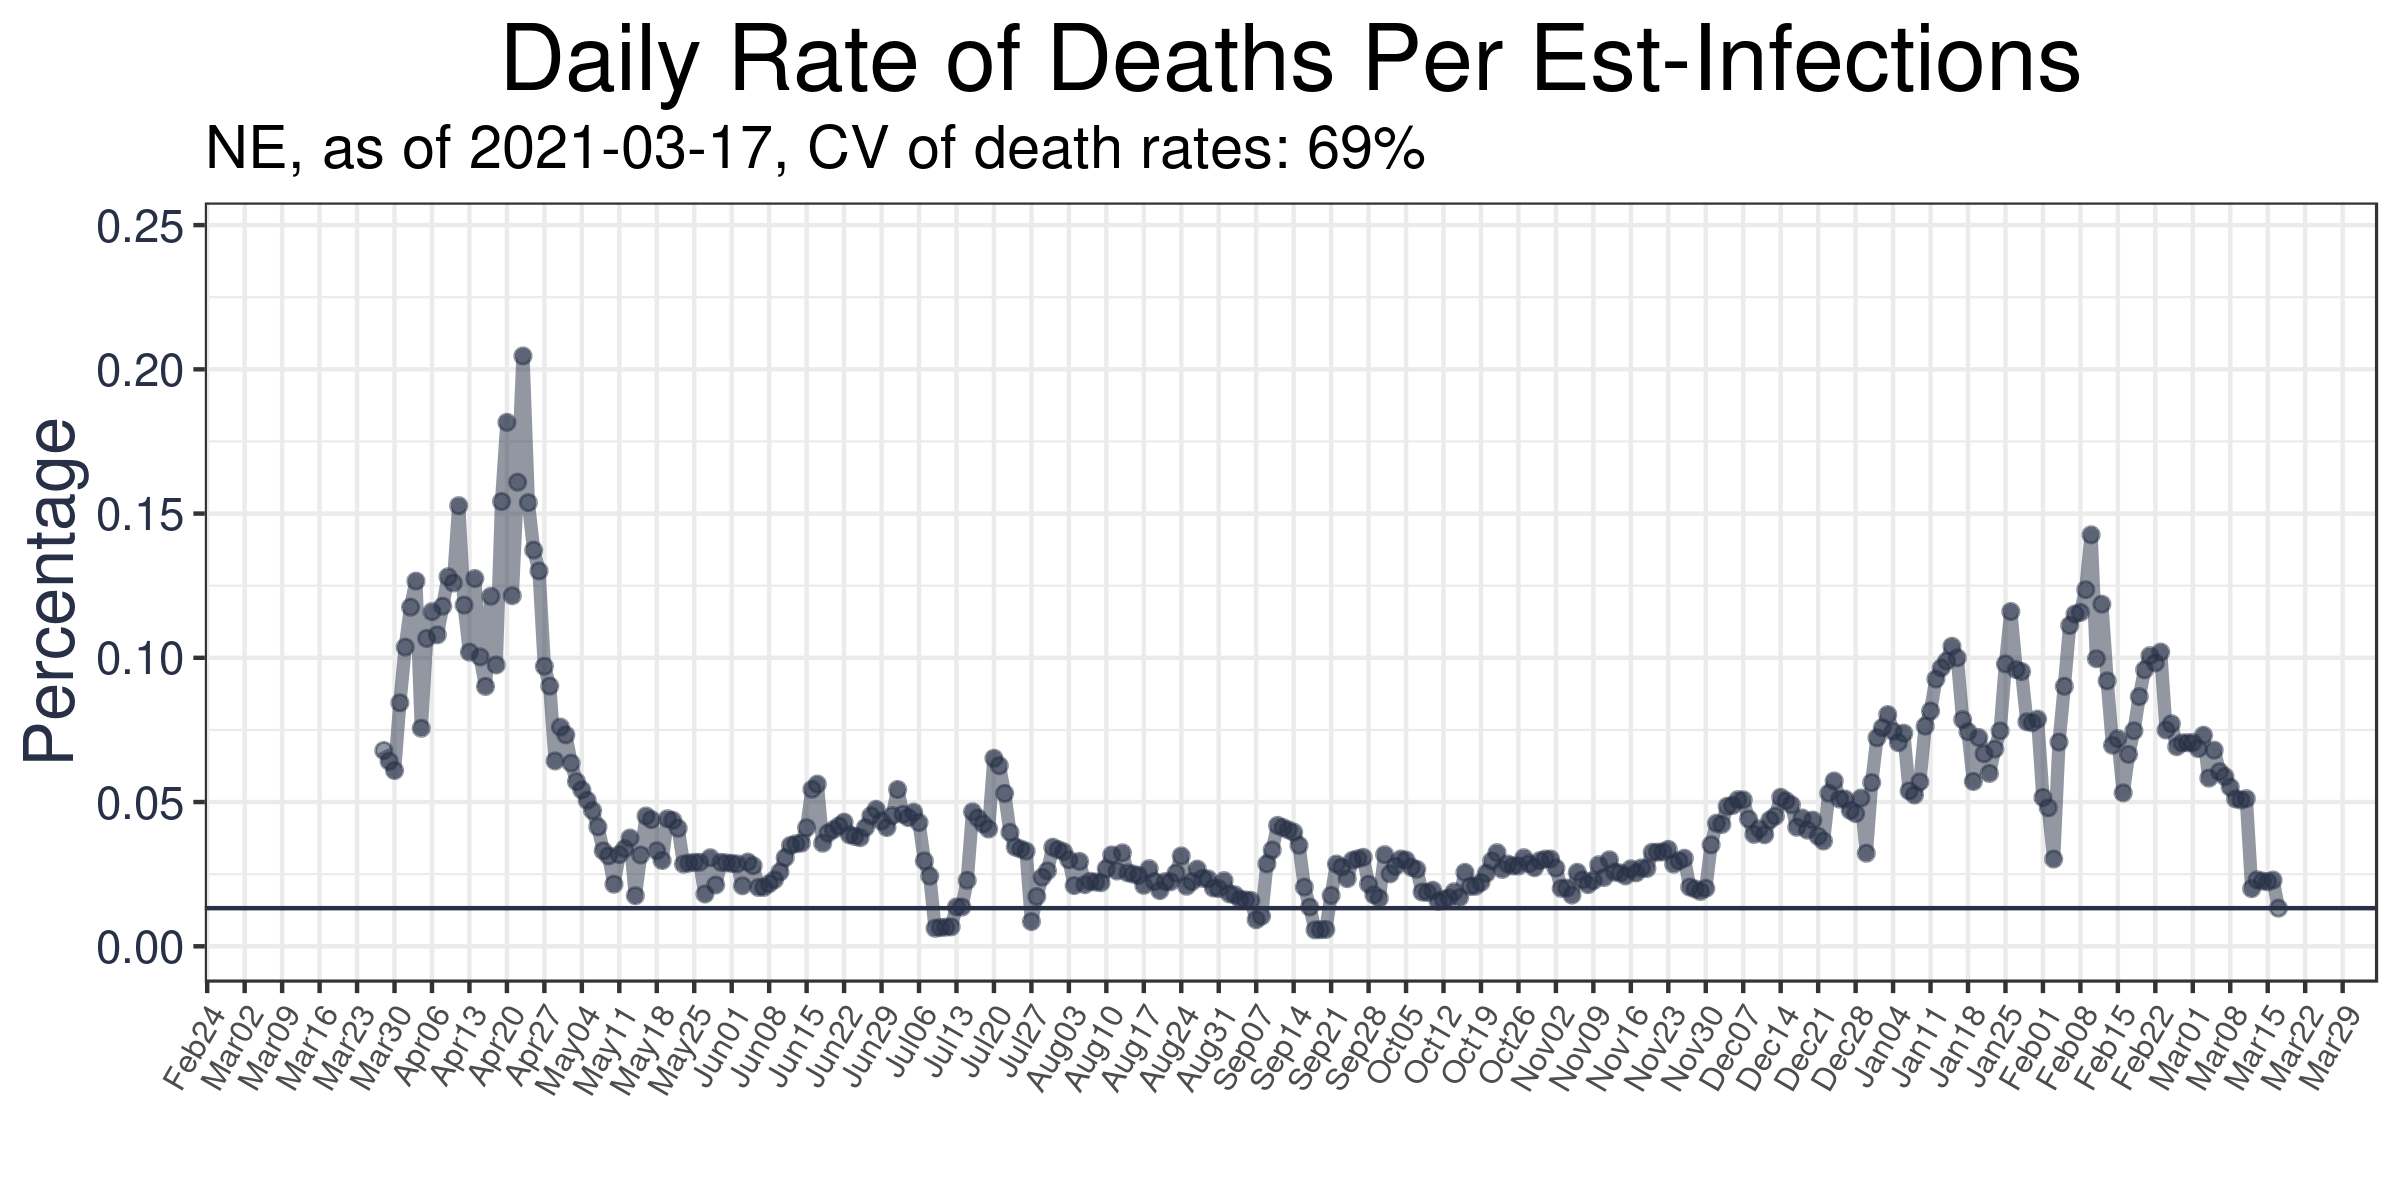 Daily Rate of Deaths Per Est-Infections
NE, as of 2021-03-17, CV of death rates: 69%
Percentage
0.25
0.20
0.15
0.10
0.05
0.00
Feb24
Mar02
Mar09
Mar16
Mar23
Mar30
Apr06
Apr13
Apr20
Apr27
May04
May11
May18
May25
Jun01
Jun08
Jun15
Jun22
Jun29
Jul06
Jul13
Jul20
Jul27
Aug03
Aug10
Aug17
Aug24
Aug31
Sep07
Sep14
Sep21
Sep28
Oct05
Oct12
Oct19
Oct26
Nov02
Nov09
Nov16
Nov23
Nov30
Dec07
Dec14
Dec21
Dec28
Jan04
Jan11
Jan18
Jan25
Feb01
Feb08
Feb15
Feb22
Mar01
Mar08
Mar15
Mar22
Mar29